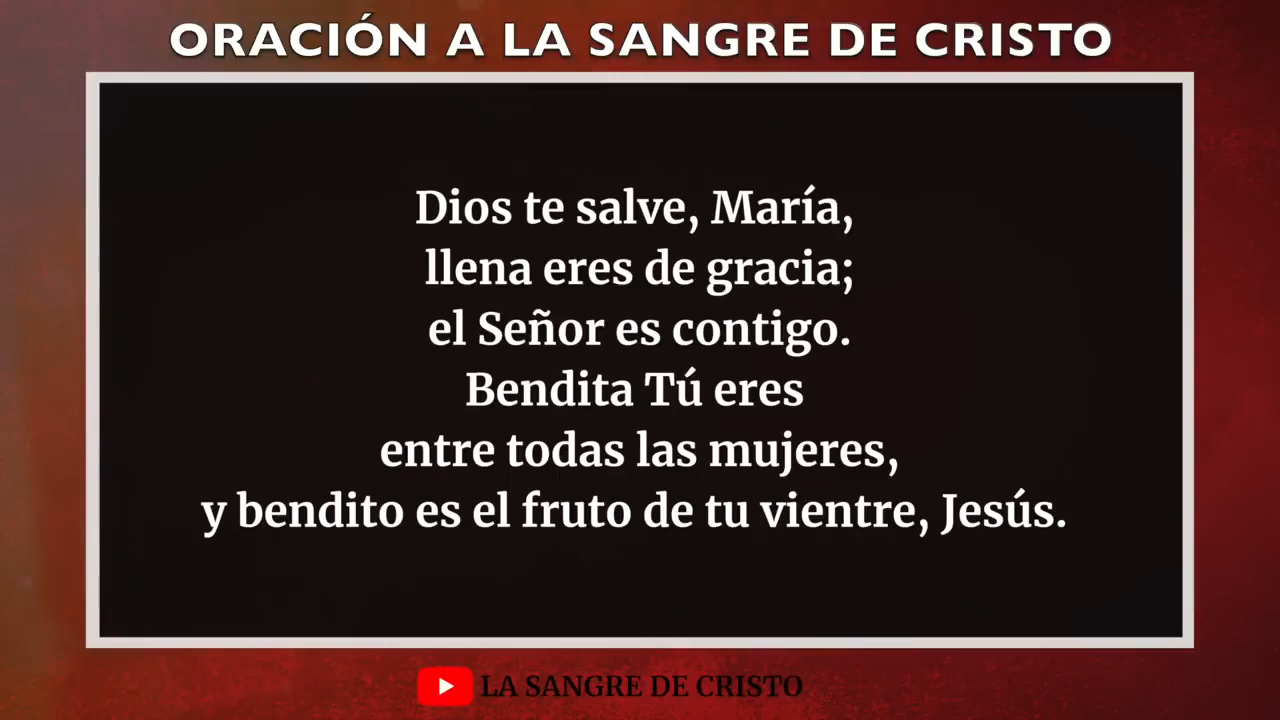 ORACIÓN A LA SANGRE DE CRISTO
Dios te salve, María,
llena eres de gracia;
el Señor es contigo.
Bendita Tú eres
entre todas las mujeres,
y bendito es el fruto de tu vientre, Jesús.
LA SANGRE DE CRISTO